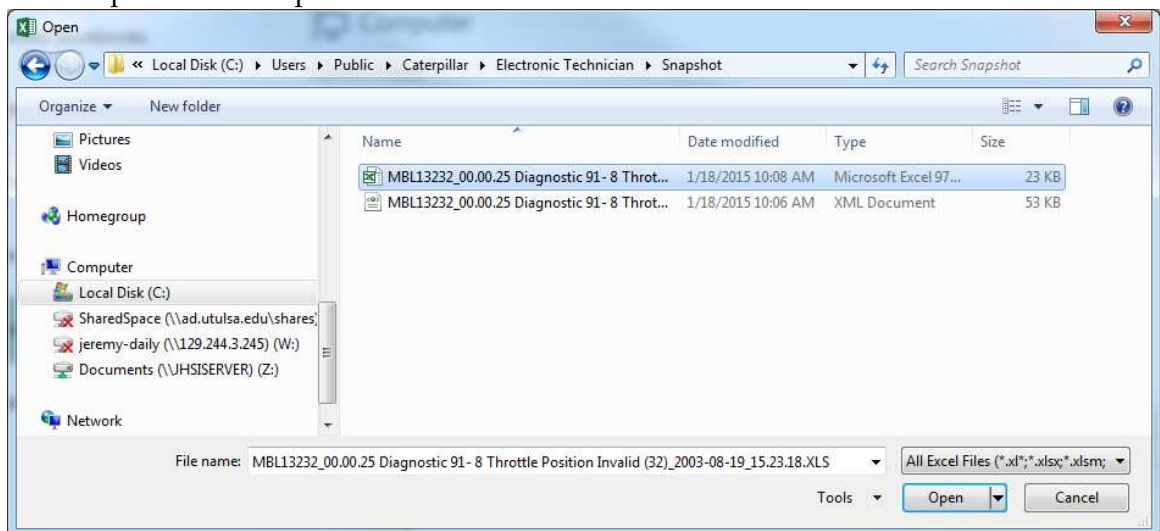 Open
Computer
« Local Disk (C:) ▸ Users ▸ Public ▸ Caterpillar ▸ Electronic Technician ▸ Snapshot
Search Snapshot
Organize
New folder
Pictures
Videos
Homegroup
Computer
Local Disk (C:)
SharedSpace (\\ad.utulsa.edu\shares)
jeremy-daily (\\129.244.3.245) (W:)
Documents (\\JHSISERVER) (Z:)
Network
Name Date modified Type Size
MBL13232_00.00.25 Diagnostic 91- 8 Throt... 1/18/2015 10:08 AM Microsoft Excel 97... 23 KB
MBL13232_00.00.25 Diagnostic 91- 8 Throt... 1/18/2015 10:06 AM XML Document 53 KB
File name: MBL13232_00.00.25 Diagnostic 91- 8 Throttle Position Invalid (32)_2003-08-19_15.23.18.XLS
All Excel Files (*.xl*;*.xlsx;*.xlsm;
Tools Open Cancel